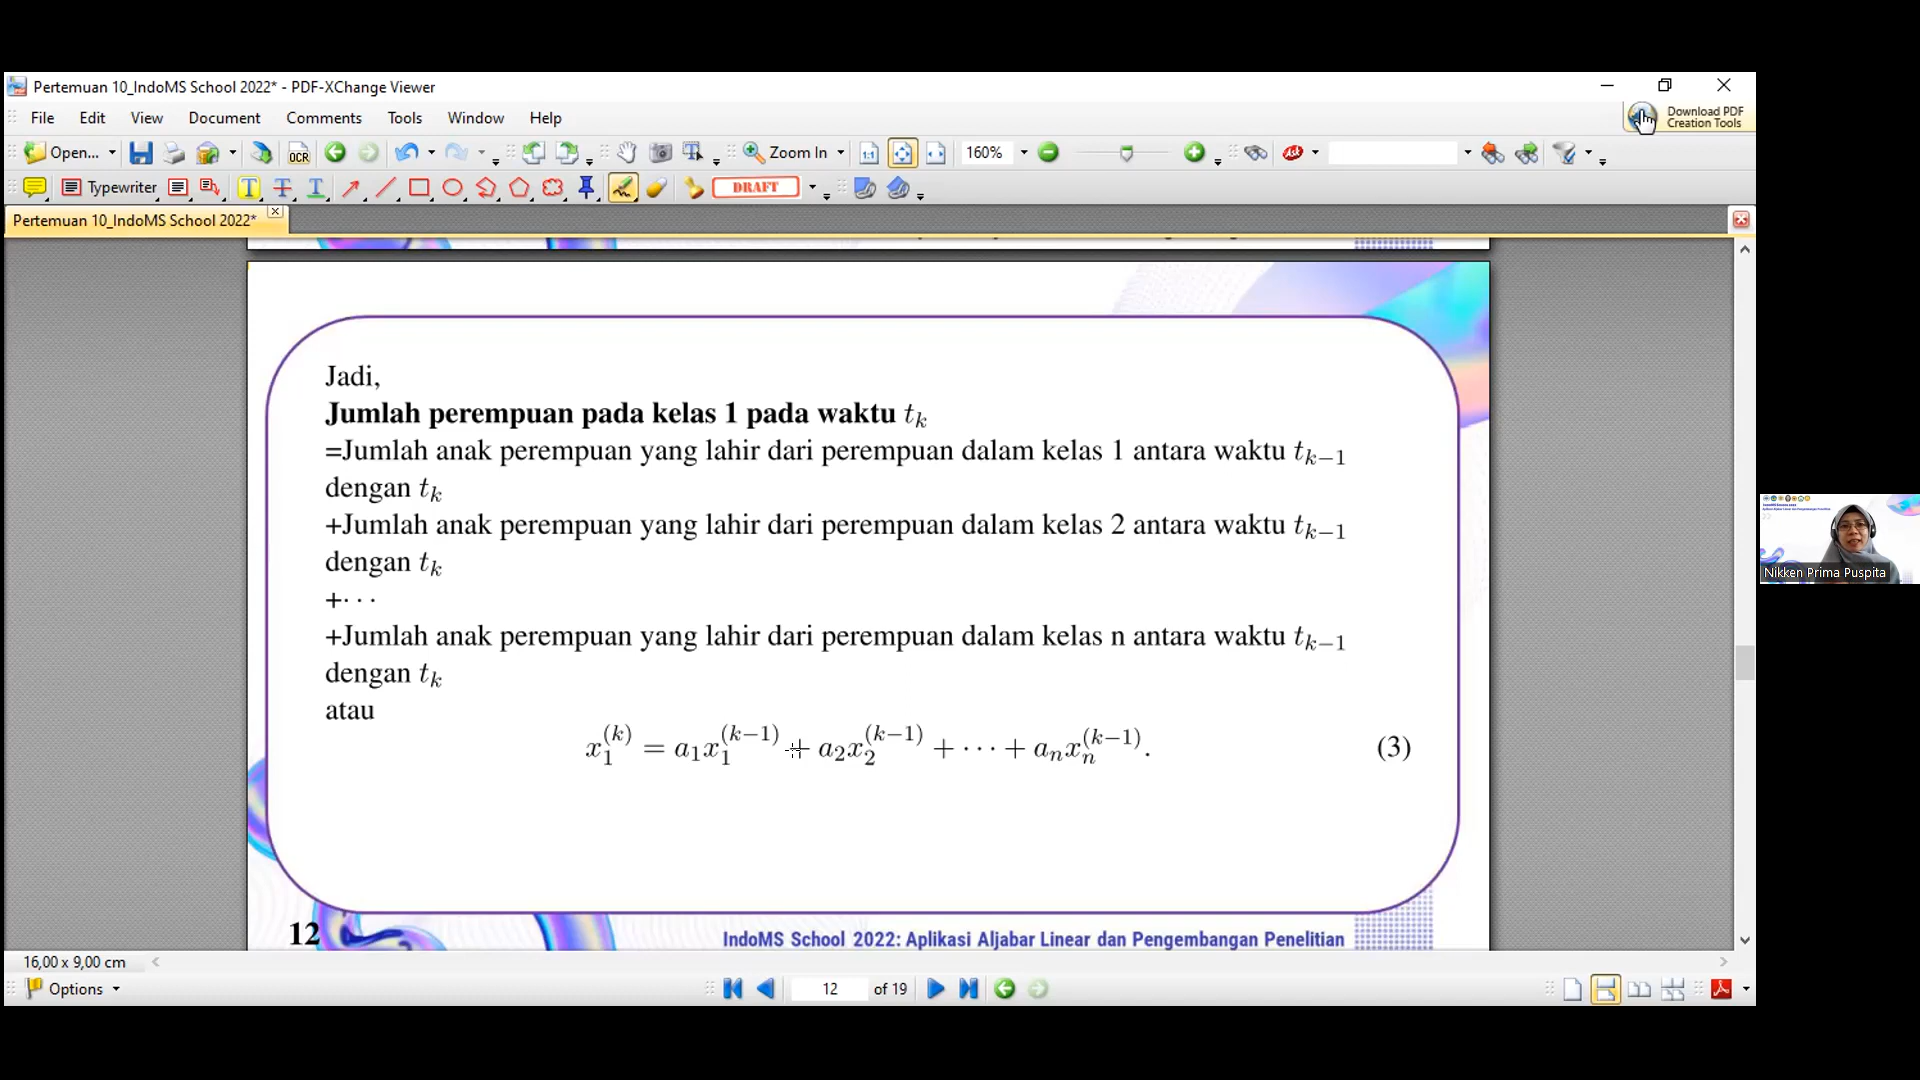 Pertemuan 10_IndoMS School 2022* - PDF-XChange Viewer
File Edit View Document Comments Tools Window Help
Download PDF
Creation Tools
Open... OCR Zoom In 1:1 160% Ask
Typewriter T T T DRAFT
Pertemuan 10_IndoMS School 2022*
Jadi,
Jumlah perempuan pada kelas 1 pada waktu t_k
=Jumlah anak perempuan yang lahir dari perempuan dalam kelas 1 antara waktu t_{k−1}
dengan t_k
+Jumlah anak perempuan yang lahir dari perempuan dalam kelas 2 antara waktu t_{k−1}
dengan t_k
+···
+Jumlah anak perempuan yang lahir dari perempuan dalam kelas n antara waktu t_{k−1}
dengan t_k
atau
x_1^{(k)} = a_1x_1^{(k−1)} + a_2x_2^{(k−1)} + ··· + a_nx_n^{(k−1)}. (3)
12
IndoMS School 2022: Aplikasi Aljabar Linear dan Pengembangan Penelitian
Nikken Prima Puspita
16,00 x 9,00 cm
Options 12 of 19